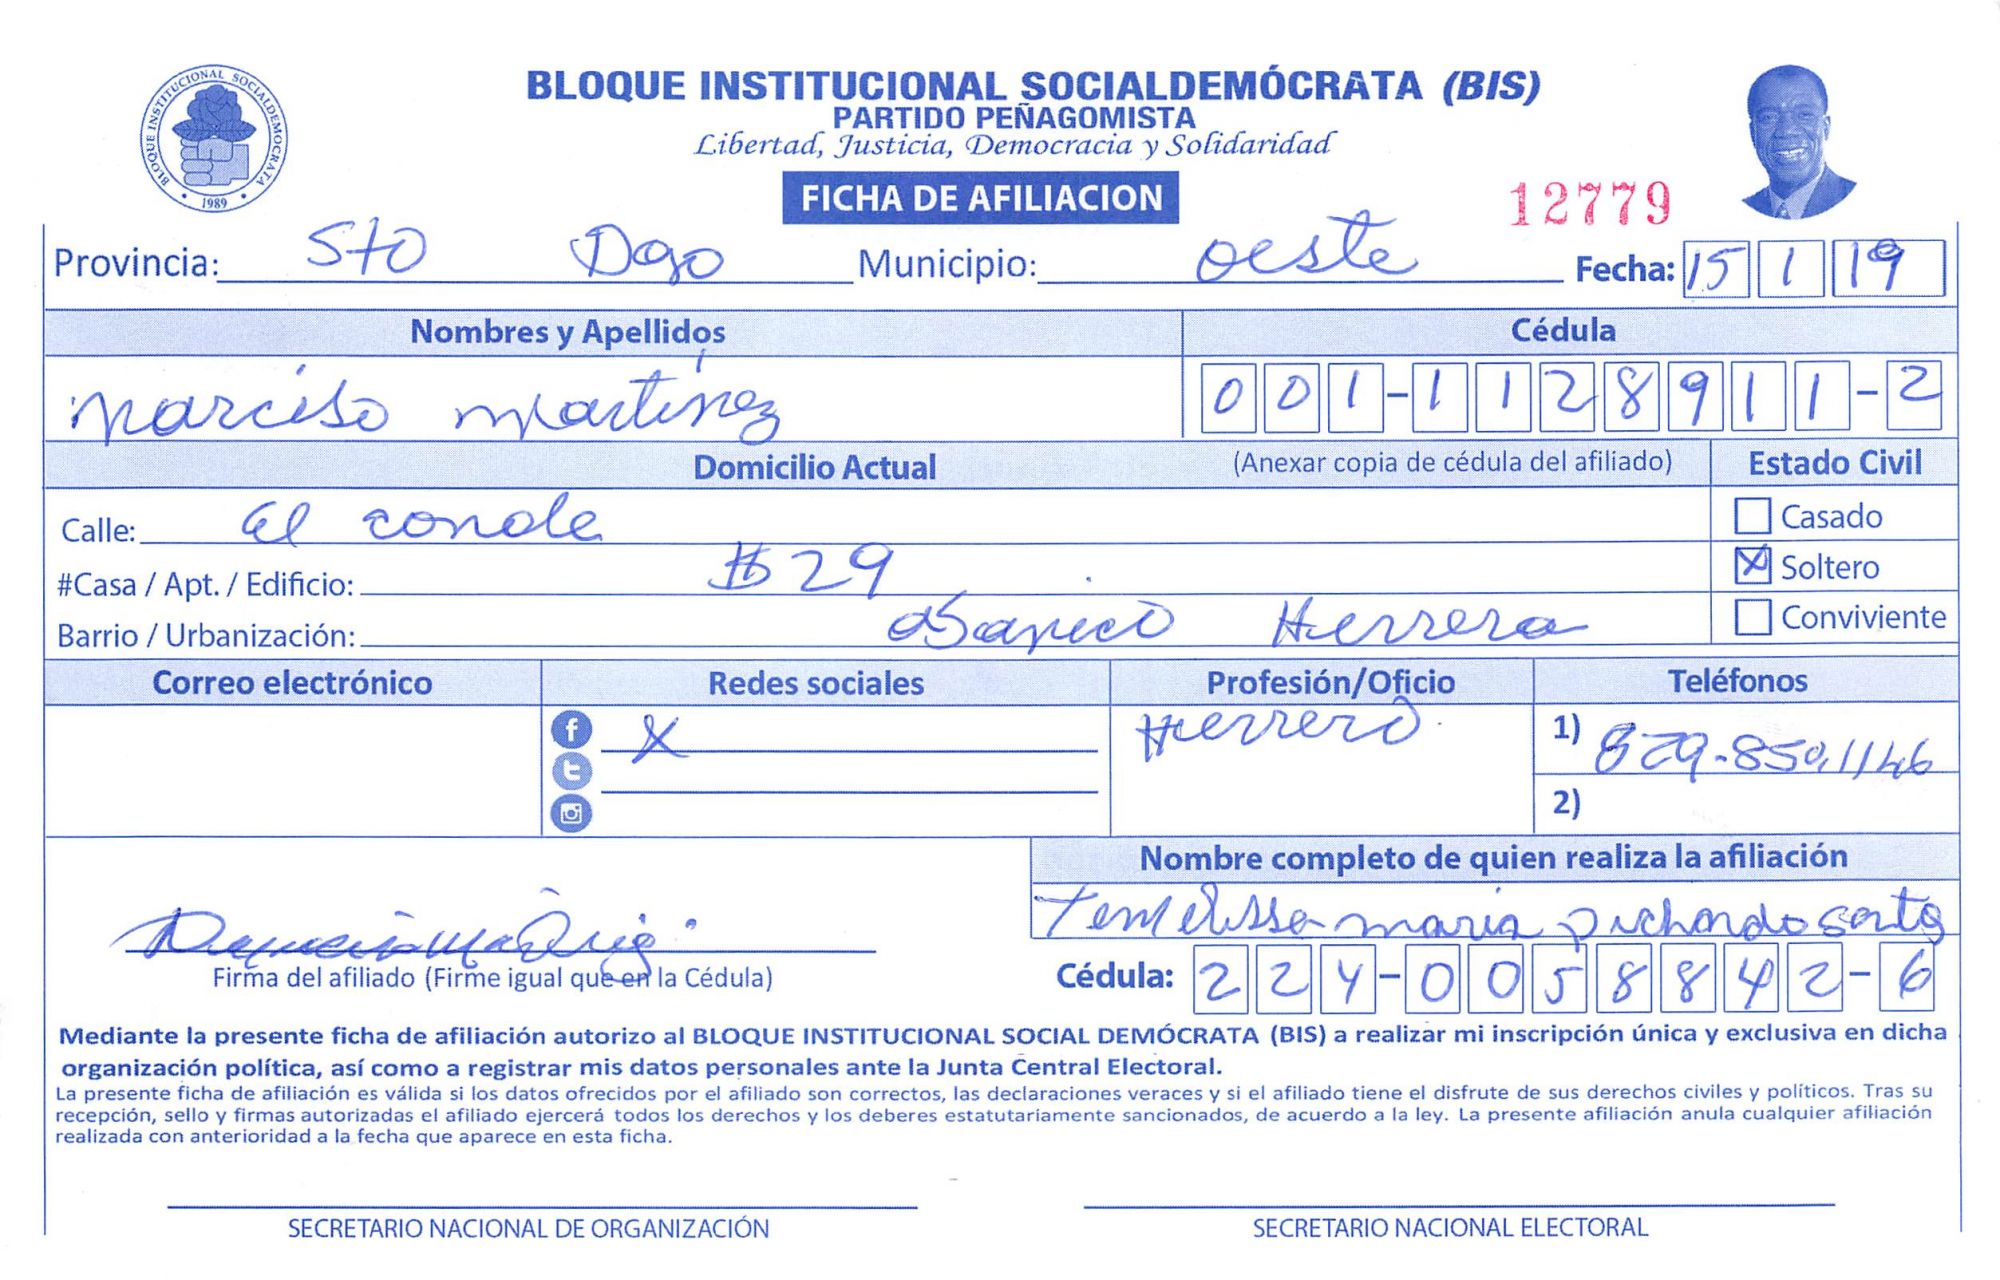 BLOQUE INSTITUCIONAL SOCIALDEMOCRATA
1989
BLOQUE INSTITUCIONAL SOCIALDEMÓCRATA (BIS)
PARTIDO PEÑAGOMISTA
Libertad, Justicia, Democracia y Solidaridad
FICHA DE AFILIACION
12779
Provincia: Sto Dgo Municipio: oeste Fecha: 15 1 19
Nombres y Apellidos Cédula
Narciso Martinez 001-1128911-2
Domicilio Actual (Anexar copia de cédula del afiliado) Estado Civil
Calle: El conde Casado
#Casa / Apt. / Edificio: #29 Soltero
Barrio / Urbanización: Herrera Conviviente
Correo electrónico Redes sociales Profesión/Oficio Teléfonos
X Herrero 1) 829-850,1146
2)
Nombre completo de quien realiza la afiliación
maria pichardo
Firma del afiliado (Firme igual que en la Cédula) Cédula: 224-0058842-6
Mediante la presente ficha de afiliación autorizo al BLOQUE INSTITUCIONAL SOCIAL DEMÓCRATA (BIS) a realizar mi inscripción única y exclusiva en dicha
organización política, así como a registrar mis datos personales ante la Junta Central Electoral.
La presente ficha de afiliación es válida si los datos ofrecidos por el afiliado son correctos, las declaraciones veraces y si el afiliado tiene el disfrute de sus derechos civiles y políticos. Tras su
recepción, sello y firmas autorizadas el afiliado ejercerá todos los derechos y los deberes estatutariamente sancionados, de acuerdo a la ley. La presente afiliación anula cualquier afiliación
realizada con anterioridad a la fecha que aparece en esta ficha.
SECRETARIO NACIONAL DE ORGANIZACIÓN SECRETARIO NACIONAL ELECTORAL